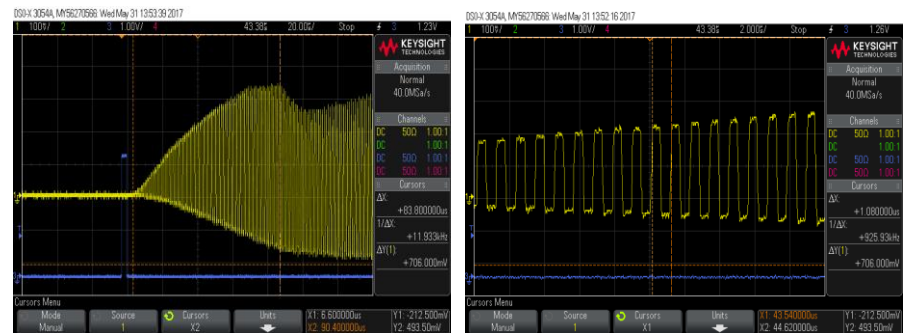 DSO-X 3054A, MY56270566: Wed May 31 13:53:39 2017
1 100V/ 2 3 1.00V/ 4 43.38s 20.00s/ Stop 3 1.23V
KEYSIGHT
TECHNOLOGIES
Acquisition
Normal
40.0MSa/s
Channels
DC 50Ω 1.00:1
DC 1.00:1
DC 50Ω 1.00:1
DC 50Ω 1.00:1
Cursors
ΔX:
+83.800000us
1/ΔX:
+11.933kHz
ΔY(1):
+706.000mV
Cursors Menu
Mode
Manual
Source
1
Cursors
X2
Units
X1: 6.600000us
X2: 90.400000us
Y1: -212.500mV
Y2: 493.50mV
DSO-X 3054A, MY56270566: Wed May 31 13:52:16 2017
1 100V/ 2 3 1.00V/ 4 43.38s 2.000s/ Stop 3 1.26V
KEYSIGHT
TECHNOLOGIES
Acquisition
Normal
40.0MSa/s
Channels
DC 50Ω 1.00:1
DC 1.00:1
DC 50Ω 1.00:1
DC 50Ω 1.00:1
Cursors
ΔX:
+1.080000us
1/ΔX:
+925.93kHz
ΔY(1):
+706.000mV
Cursors Menu
Mode
Manual
Source
1
Cursors
X1
Units
X1: 43.540000us
X2: 44.620000us
Y1: -212.500mV
Y2: 493.50mV